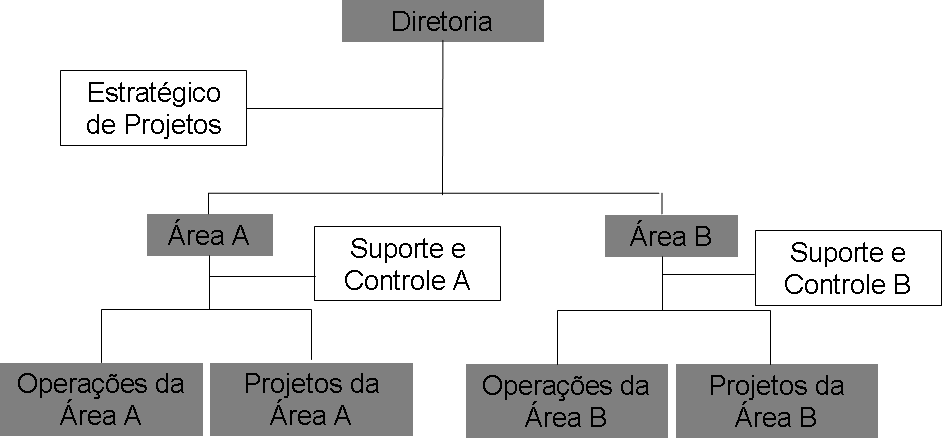 Diretoria
Estratégico
de Projetos
Área A
Área B
Suporte e
Controle A
Suporte e
Controle B
Operações da
Área A
Projetos da
Área A
Operações da
Área B
Projetos da
Área B